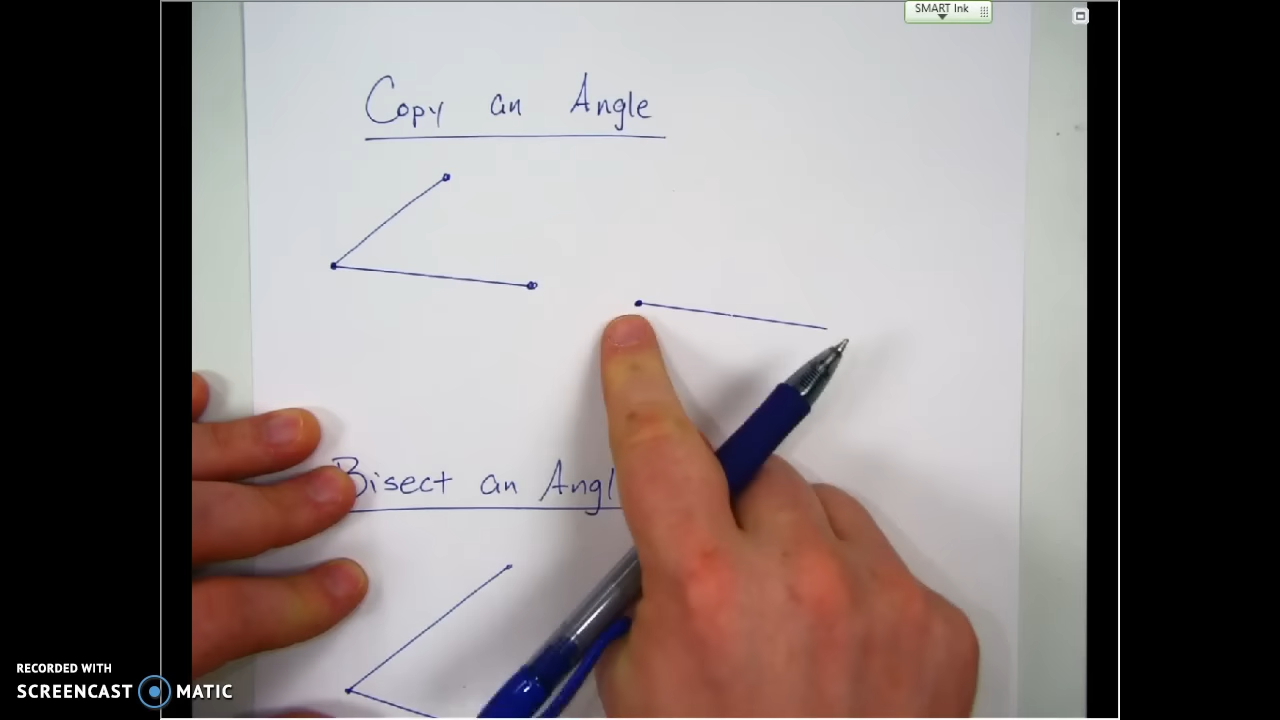 SMART Ink
Copy an Angle
Bisect an Angl
RECORDED WITH
SCREENCAST MATIC